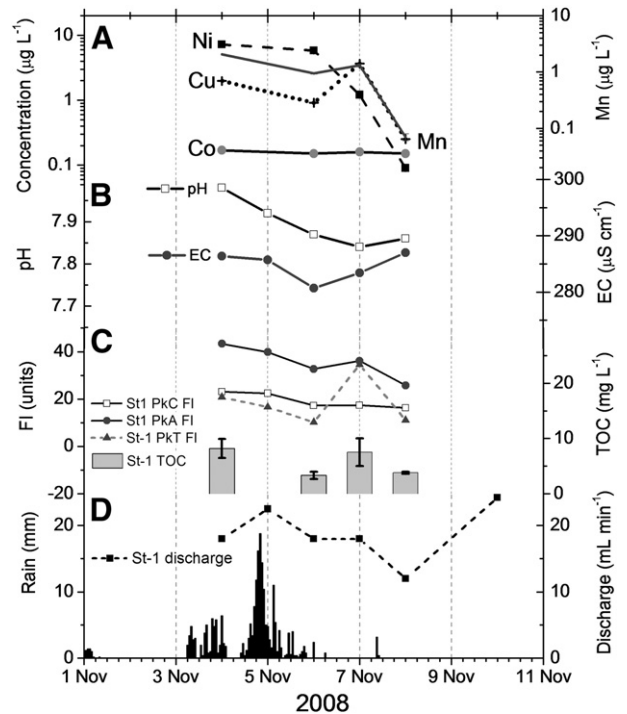 A
Concentration (µg L⁻¹)
10
1
0.1
Ni
Cu
Co
Mn
10
1
0.1
Mn (µg L⁻¹)
B
pH
7.9
7.8
7.7
pH
EC
300
290
280
EC (µS cm⁻¹)
C
FI (units)
40
20
0
-20
St1 PkC FI
St1 PkA FI
St-1 PkT FI
St-1 TOC
20
10
0
TOC (mg L⁻¹)
D
Rain (mm)
20
10
0
St-1 discharge
20
10
0
Discharge (mL min⁻¹)
1 Nov 3 Nov 5 Nov 7 Nov 9 Nov 11 Nov
2008